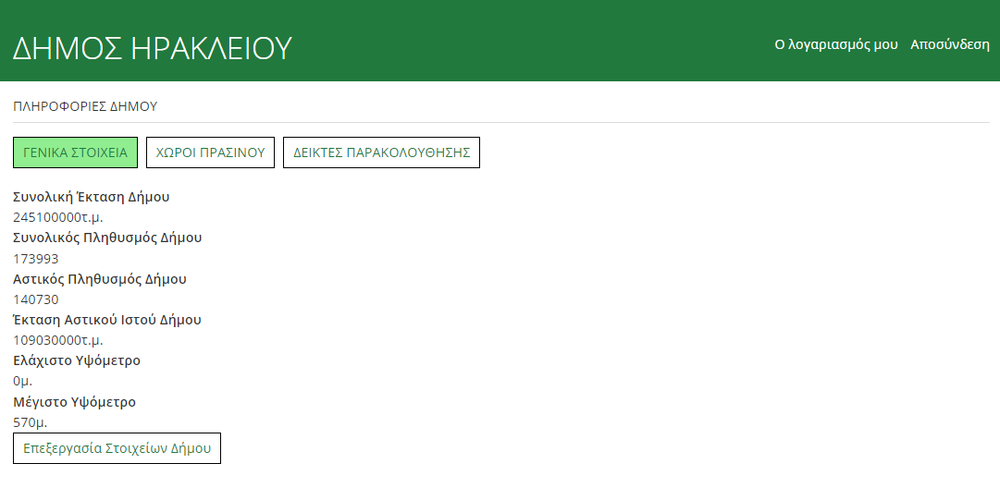 ΔΗΜΟΣ ΗΡΑΚΛΕΙΟΥ
Ο λογαριασμός μου Αποσύνδεση
ΠΛΗΡΟΦΟΡΙΕΣ ΔΗΜΟΥ
ΓΕΝΙΚΑ ΣΤΟΙΧΕΙΑ ΧΩΡΟΙ ΠΡΑΣΙΝΟΥ ΔΕΙΚΤΕΣ ΠΑΡΑΚΟΛΟΥΘΗΣΗΣ
Συνολική Έκταση Δήμου
245100000τ.μ.
Συνολικός Πληθυσμός Δήμου
173993
Αστικός Πληθυσμός Δήμου
140730
Έκταση Αστικού Ιστού Δήμου
109030000τ.μ.
Ελάχιστο Υψόμετρο
0μ.
Μέγιστο Υψόμετρο
570μ.
Επεξεργασία Στοιχείων Δήμου